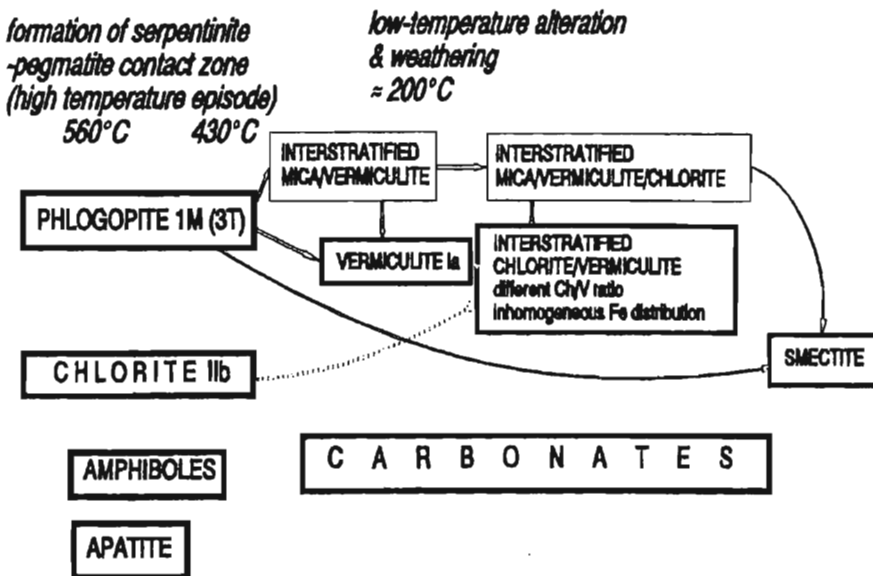 formation of serpentinite
-pegmatite contact zone
(high temperature episode)
560°C 430°C
low-temperature alteration
& weathering
≈ 200°C
INTERSTRATIFIED
MICA/VERMICULITE
INTERSTRATIFIED
MICA/VERMICULITE/CHLORITE
PHLOGOPITE 1M (3T)
VERMICULITE Ia
INTERSTRATIFIED
CHLORITE/VERMICULITE
different Ch/V ratio
inhomogeneous Fe distribution
SMECTITE
CHLORITE IIb
AMPHIBOLES
CARBONATES
APATITE